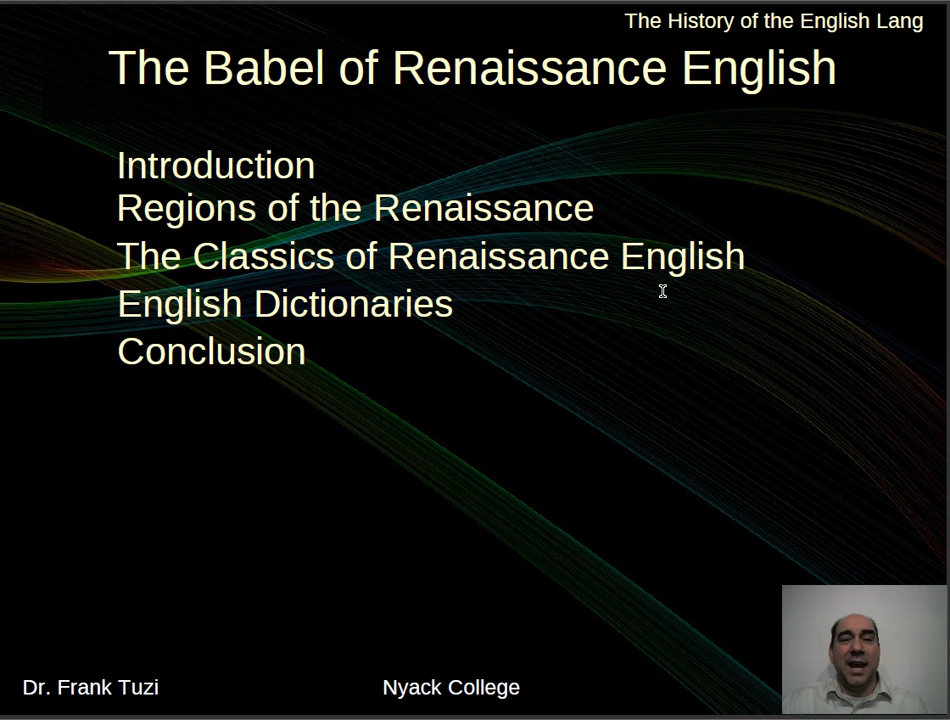 The History of the English Lang
The Babel of Renaissance English
Introduction
Regions of the Renaissance
The Classics of Renaissance English
English Dictionaries
Conclusion
Dr. Frank Tuzi
Nyack College